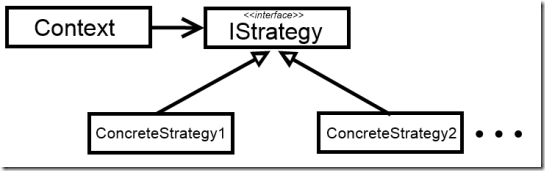 Context
<<interface>>
IStrategy
ConcreteStrategy1
ConcreteStrategy2 • • •